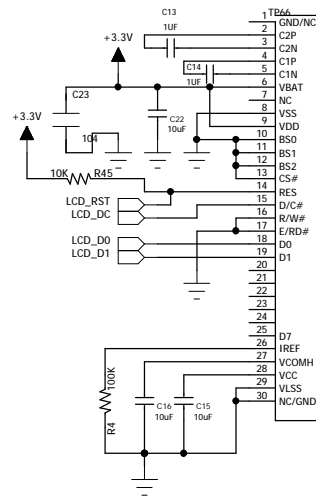 C13
TP66
1UF
1 GND/NC
2 C2P
3 C2N
4 C1P
5 C1N
6 VBAT
7 NC
8 VSS
9 VDD
10 BS0
11 BS1
12 BS2
13 CS#
14 RES
15 D/C#
16 R/W#
17 E/RD#
18 D0
19 D1
20
21
22
23
24
25 D7
26 IREF
27 VCOMH
28 VCC
29 VLSS
30 NC/GND
+3.3V
C14
1UF
C23
+3.3V
C22
10uF
104
10K
R45
LCD_RST
LCD_DC
LCD_D0
LCD_D1
100K
R4
C16
10uF
C15
10uF